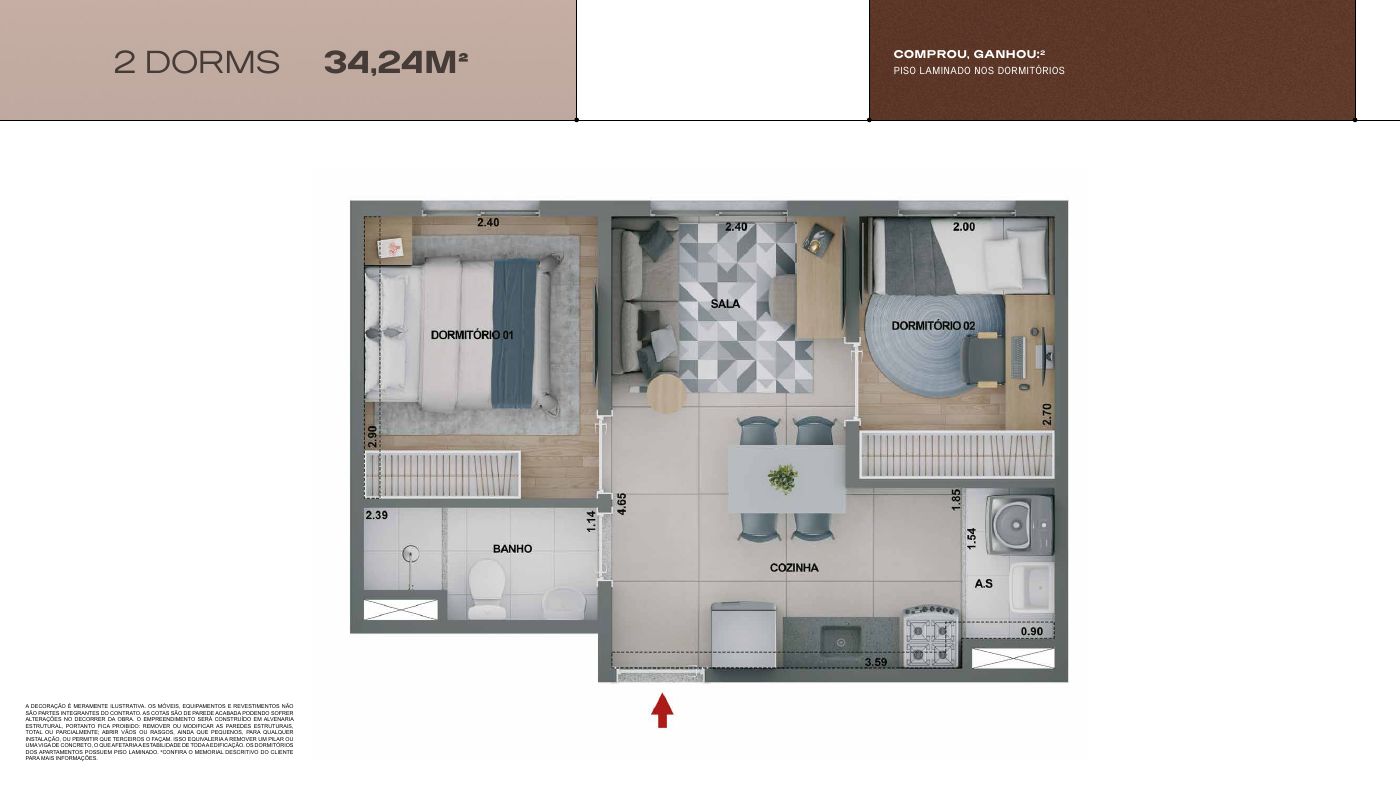 2 DORMS 34,24M²
COMPROU, GANHOU:²
PISO LAMINADO NOS DORMITÓRIOS
2.40
2.40
2.00
SALA
DORMITÓRIO 01
DORMITÓRIO 02
2.70
2.90
4.65
1.85
2.39
1.14
1.54
BANHO
COZINHA
A.S
0.90
3.59
A DECORAÇÃO É MERAMENTE ILUSTRATIVA. OS MÓVEIS, EQUIPAMENTOS E REVESTIMENTOS NÃO
SÃO PARTES INTEGRANTES DO CONTRATO. AS COTAS SÃO DE PAREDE ACABADA PODENDO SOFRER
ALTERAÇÕES NO DECORRER DA OBRA. O EMPREENDIMENTO SERÁ CONSTRUÍDO EM ALVENARIA
ESTRUTURAL, PORTANTO FICA PROIBIDO: REMOVER OU MODIFICAR AS PAREDES ESTRUTURAIS,
TOTAL OU PARCIALMENTE; ABRIR VÃOS OU RASGOS, AINDA QUE PEQUENOS, PARA QUALQUER
INSTALAÇÃO, OU PERMITIR QUE TERCEIROS O FAÇAM. ISSO EQUIVALERIA A REMOVER UM PILAR OU
UMA VIGA DE CONCRETO, O QUE AFETARIA A ESTABILIDADE DE TODA A EDIFICAÇÃO. OS DORMITÓRIOS
DOS APARTAMENTOS POSSUEM PISO LAMINADO. *CONFIRA O MEMORIAL DESCRITIVO DO CLIENTE
PARA MAIS INFORMAÇÕES.